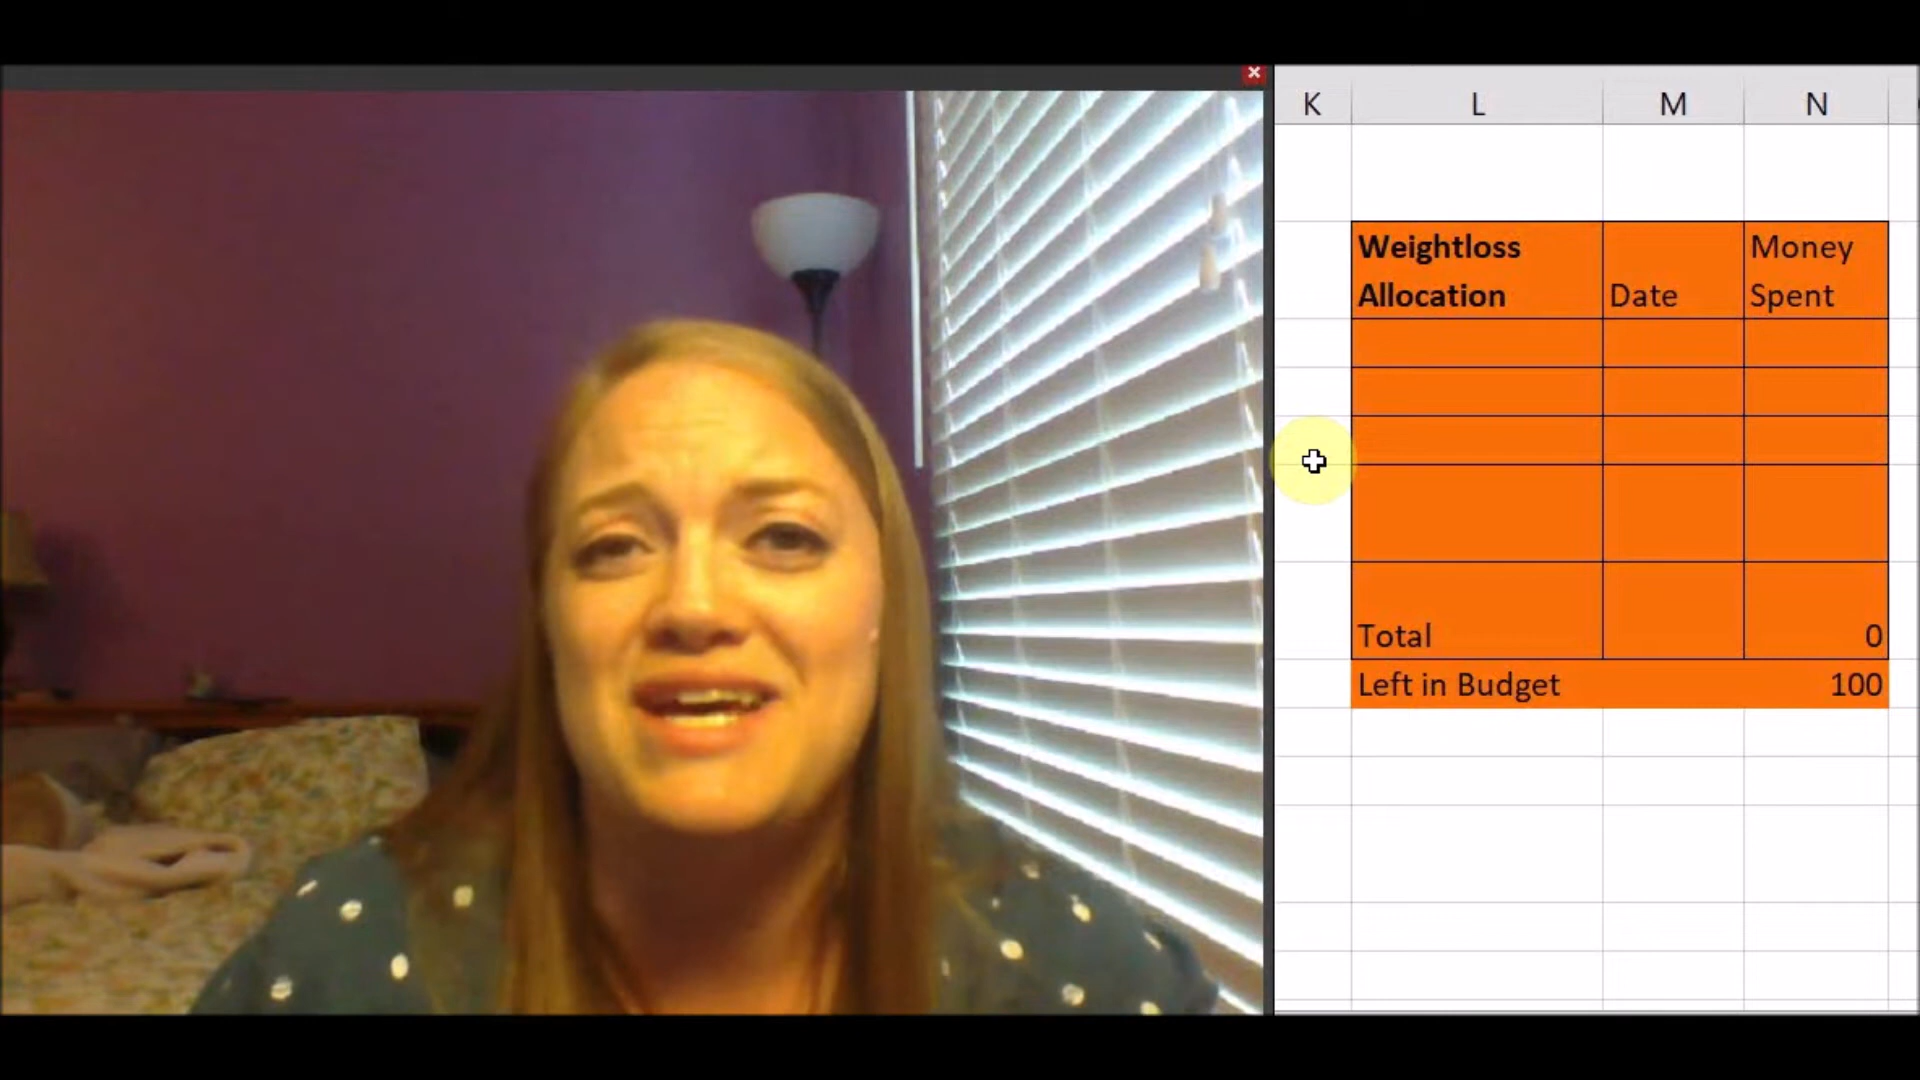 K L M N
Weightloss Allocation Date Money Spent
Total 0
Left in Budget 100